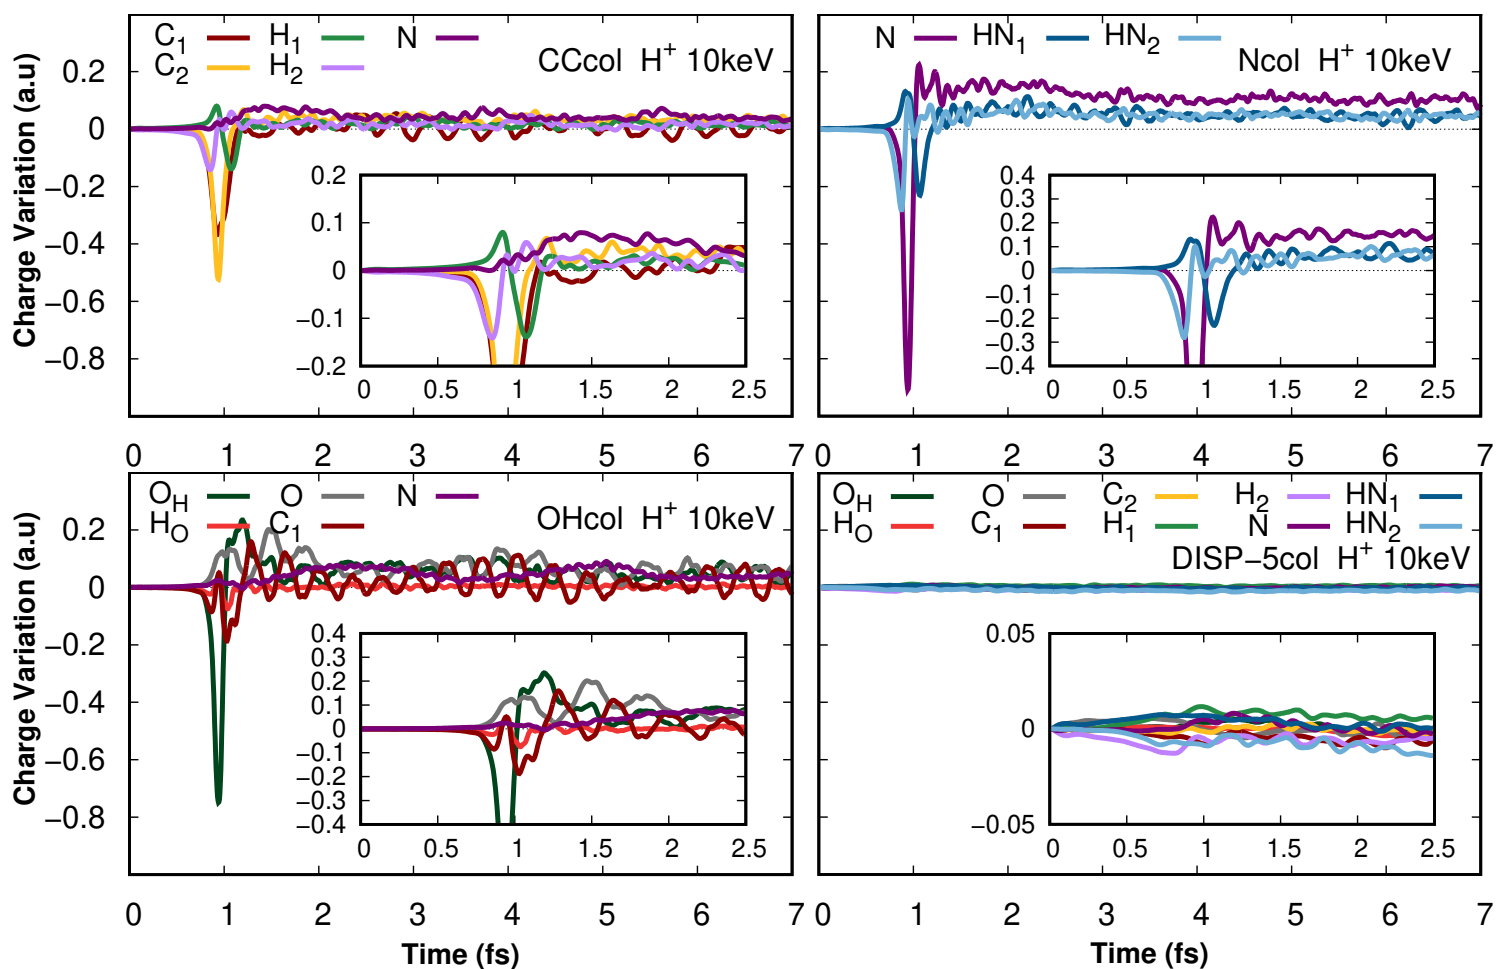 C1 H1 N
C2 H2
CCcol H+ 10keV
0.2
0
−0.2
−0.4
−0.6
−0.8
Charge Variation (a.u)
0.2
0.1
0
−0.1
−0.2
0 0.5 1 1.5 2 2.5
0 1 2 3 4 5 6 7
N HN1 HN2
Ncol H+ 10keV
0.4
0.3
0.2
0.1
0
−0.1
−0.2
−0.3
−0.4
0 0.5 1 1.5 2 2.5
0 1 2 3 4 5 6 7
OH O N
HO C1
OHcol H+ 10keV
0.2
0
−0.2
−0.4
−0.6
−0.8
Charge Variation (a.u)
0.4
0.3
0.2
0.1
0
−0.1
−0.2
−0.3
−0.4
0 0.5 1 1.5 2 2.5
0 1 2 3 4 5 6 7
Time (fs)
OH O C2 H2 HN1
HO C1 H1 N HN2
DISP−5col H+ 10keV
0.05
0
−0.05
0 0.5 1 1.5 2 2.5
0 1 2 3 4 5 6 7
Time (fs)